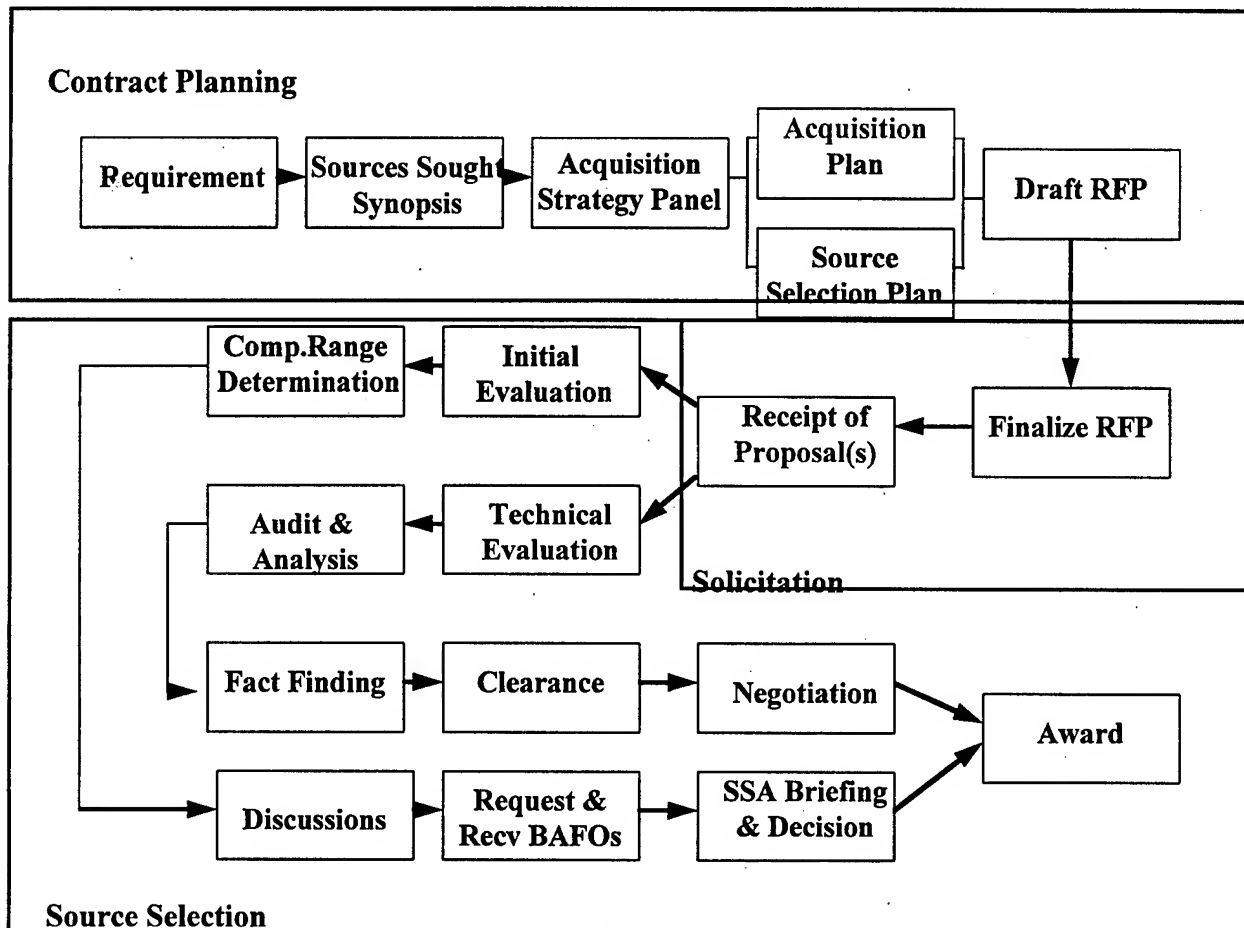 Contract Planning
Requirement
Sources Sought
Synopsis
Acquisition
Strategy Panel
Acquisition
Plan
Source
Selection Plan
Draft RFP
Comp.Range
Determination
Initial
Evaluation
Receipt of
Proposal(s)
Finalize RFP
Audit &
Analysis
Technical
Evaluation
Solicitation
Fact Finding
Clearance
Negotiation
Award
Discussions
Request &
Recv BAFOs
SSA Briefing
& Decision
Source Selection